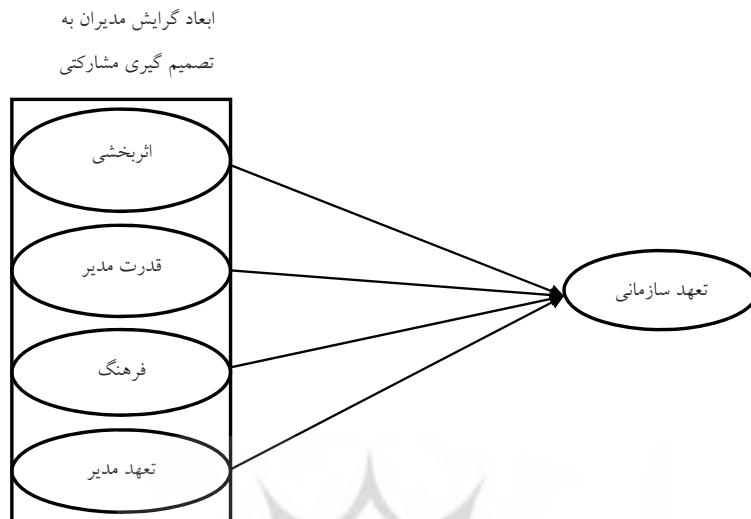 ابعاد گرایش مدیران به
تصمیم گیری مشارکتی
اثربخشی
قدرت مدیر
تعهد سازمانی
فرهنگ
تعهد مدیر